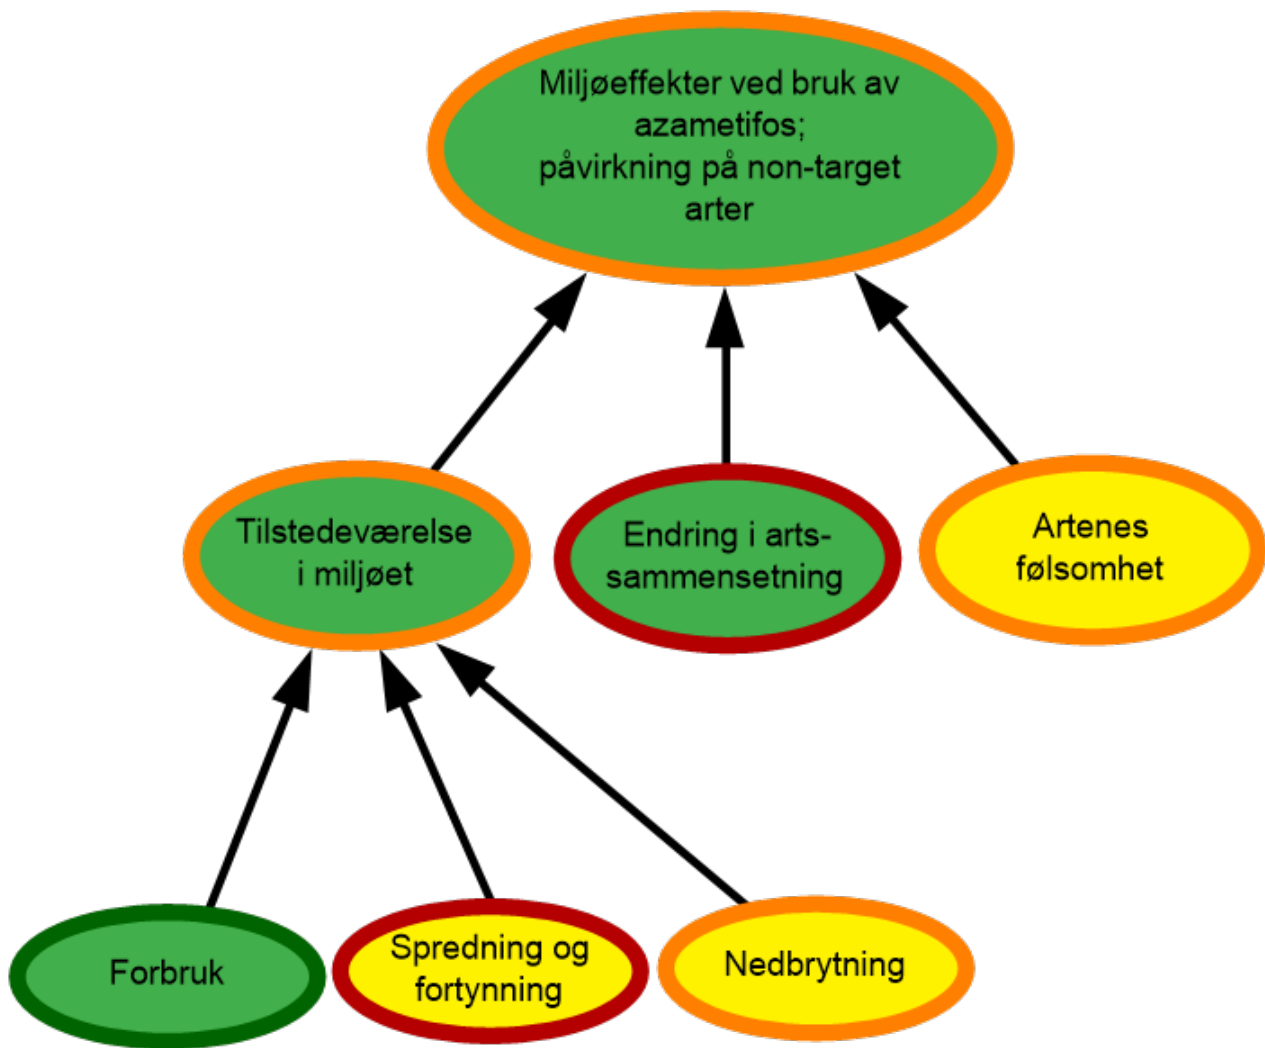 Miljøeffekter ved bruk av
azametifos;
påvirkning på non-target
arter
Tilstedeværelse
i miljøet
Endring i arts-
sammensetning
Artenes
følsomhet
Forbruk
Spredning og
fortynning
Nedbrytning